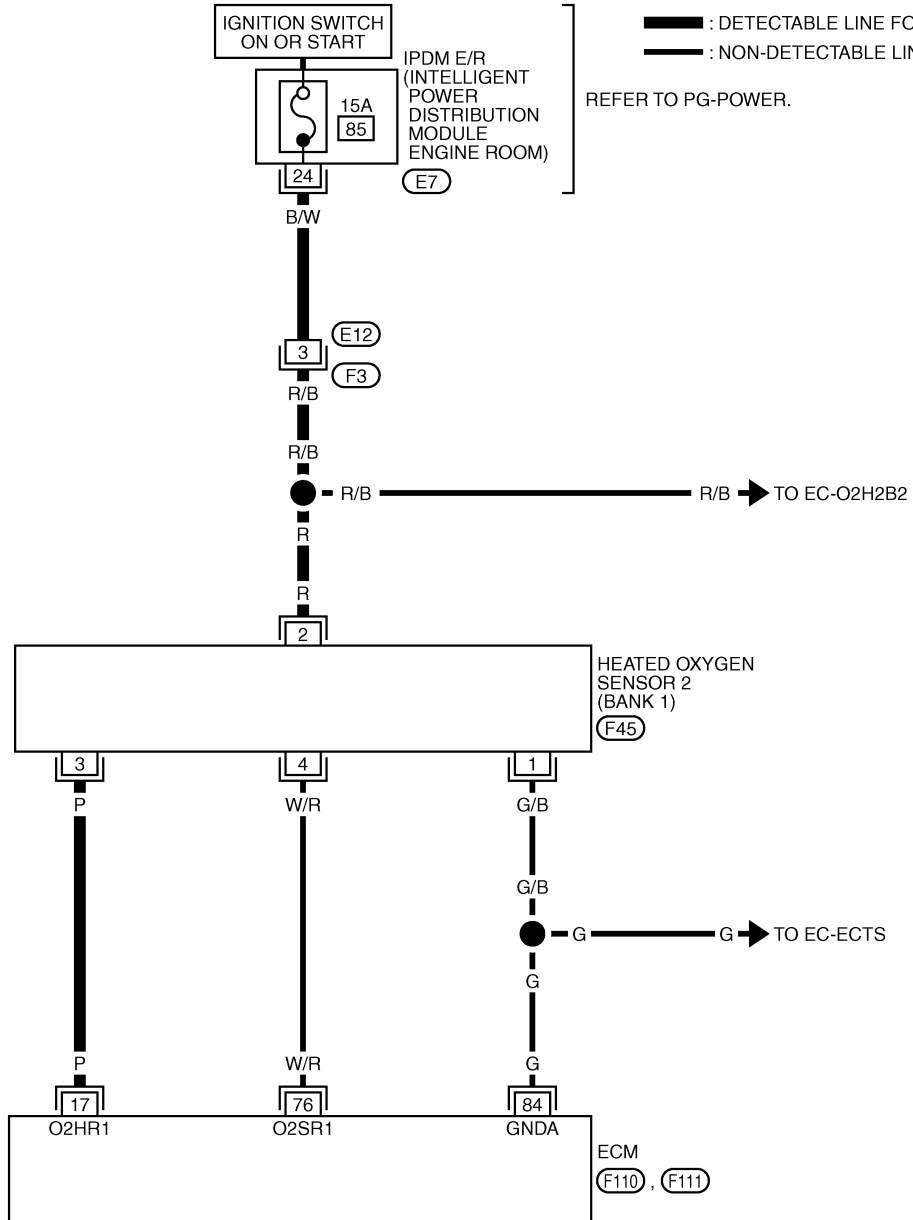 IGNITION SWITCH
ON OR START
: DETECTABLE LINE FO
: NON-DETECTABLE LIN
IPDM E/R
(INTELLIGENT
POWER
DISTRIBUTION
MODULE
ENGINE ROOM)
REFER TO PG-POWER.
15A
85
24
E7
B/W
E12
3
F3
R/B
R/B
R/B
R/B
TO EC-O2H2B2
R
R
2
HEATED OXYGEN
SENSOR 2
(BANK 1)
F45
3
4
1
P
W/R
G/B
G/B
G
G
TO EC-ECTS
G
P
W/R
G
17
76
84
O2HR1
O2SR1
GNDA
ECM
F110 , F111